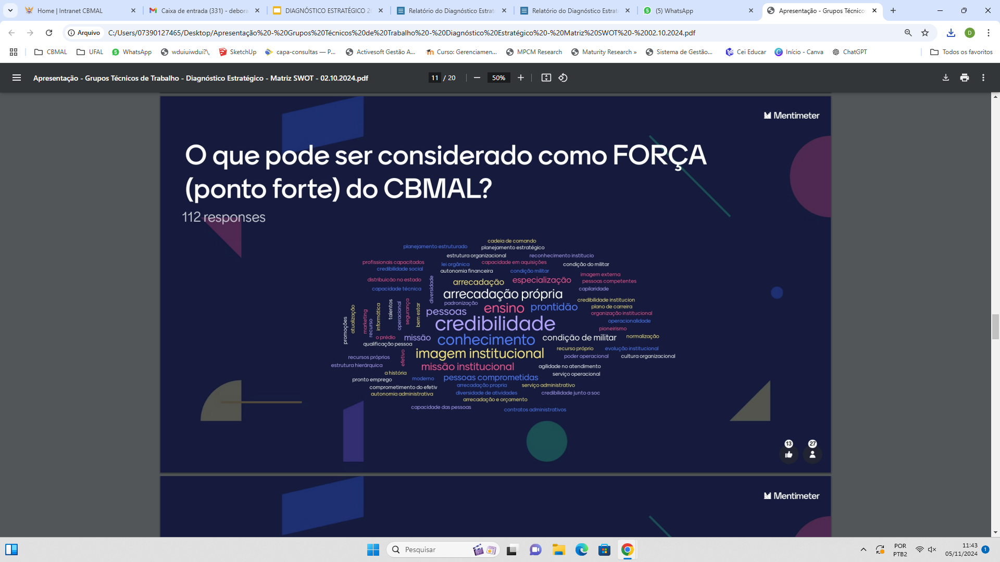 Home | Intranet CBMAL
Caixa de entrada (331) - debora
DIAGNÓSTICO ESTRATÉGICO 2
Relatório do Diagnóstico Estrat
Relatório do Diagnóstico Estrat
(5) WhatsApp
Apresentação - Grupos Técnico
Arquivo
C:/Users/07390127465/Desktop/Apresentação%20-%20Grupos%20Técnicos%20de%20Trabalho%20-%20Diagnóstico%20Estratégico%20-%20Matriz%20SWOT%20-%2002.10.2024.pdf
D
CBMAL
UFAL
WhatsApp
wduiuiwdui?\,
SketchUp
capa-consultas — P...
Activesoft Gestão A...
Curso: Gerenciamen...
MPCM Research
Maturity Research »
Sistema de Gestão...
Cei Educar
Início - Canva
ChatGPT
Todos os favoritos
Apresentação - Grupos Técnicos de Trabalho - Diagnóstico Estratégico - Matriz SWOT - 02.10.2024.pdf
11 / 20
50%
Mentimeter
O que pode ser considerado como FORÇA
(ponto forte) do CBMAL?
112 responses
cadeia de comando
planejamento estruturado
planejamento estratégico
estrutura organizacional
reconhecimento institucio
profissionais capacitados
lei orgânica
capacidade em aquisições
condição do militar
credibilidade social
autonomia financeira
condição militar
imagem externa
distribuicão no estado
diversidade
arrecadação
especialização
pessoas competentes
capacidade técnica
arrecadação própria
capilaridade
padronização
credibilidade institucion
promoções
atualização
marketing
recurso
informática
talentos
operacional
segurança
bem estar
pessoas
ensino
prontidão
plano de carreira
organização institucional
credibilidade
operacionalidade
pioneirismo
o prédio
missão
conhecimento
condição de militar
normalização
qualificação pessoa
recurso próprio
evolução institucional
recursos próprios
efetivo
imagem institucional
poder operacional
cultura organizacional
estrutura hierárquica
missão institucional
agilidade no atendimento
a história
serviço operacional
pronto emprego
moderno
pessoas comprometidas
comprometimento do efetiv
arrecadação propria
serviço administrativo
autonomia administrativa
diversidade de atividades
credibilidade junto a soc
arrecadação e orçamento
capacidade das pessoas
contratos administrativos
13
27
Mentimeter
Pesquisar
POR
PTB2
11:43
05/11/2024
1